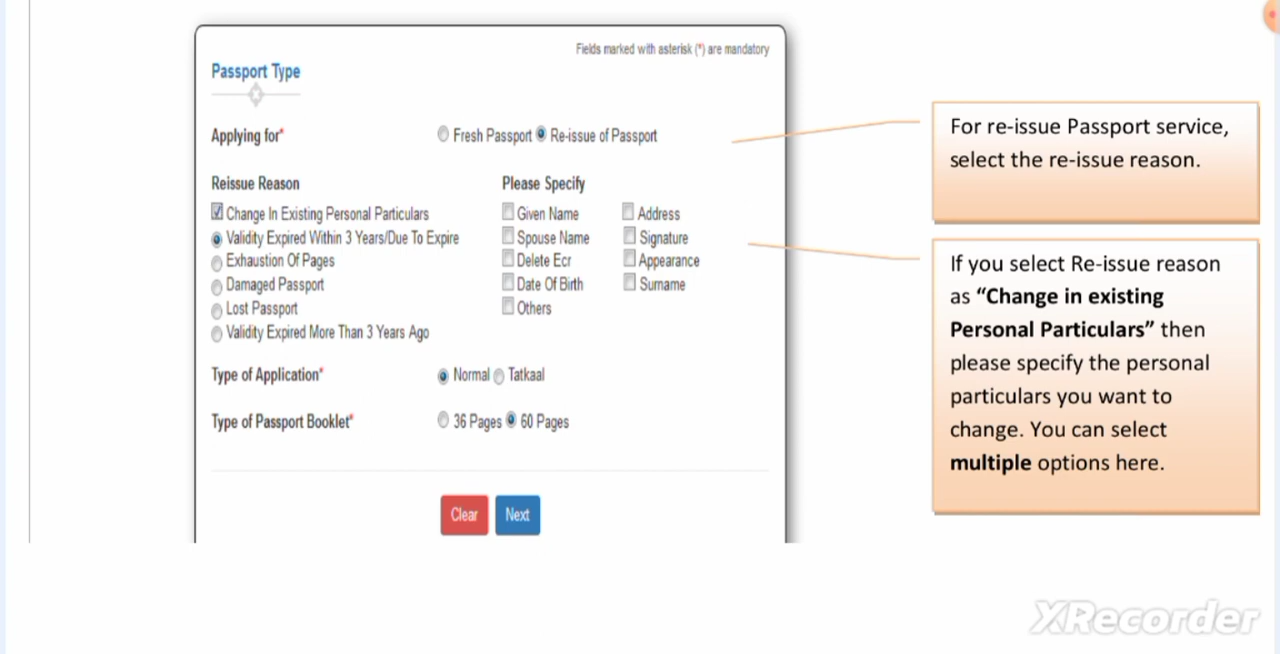 Fields marked with asterisk (*) are mandatory
Passport Type
Applying for*
Fresh Passport Re-issue of Passport
Reissue Reason
Change In Existing Personal Particulars
Validity Expired Within 3 Years/Due To Expire
Exhaustion Of Pages
Damaged Passport
Lost Passport
Validity Expired More Than 3 Years Ago
Please Specify
Given Name Address
Spouse Name Signature
Delete Ecr Appearance
Date Of Birth Surname
Others
Type of Application*
Normal Tatkaal
Type of Passport Booklet*
36 Pages 60 Pages
Clear Next
For re-issue Passport service,
select the re-issue reason.
If you select Re-issue reason
as “Change in existing
Personal Particulars” then
please specify the personal
particulars you want to
change. You can select
multiple options here.
XRecorder